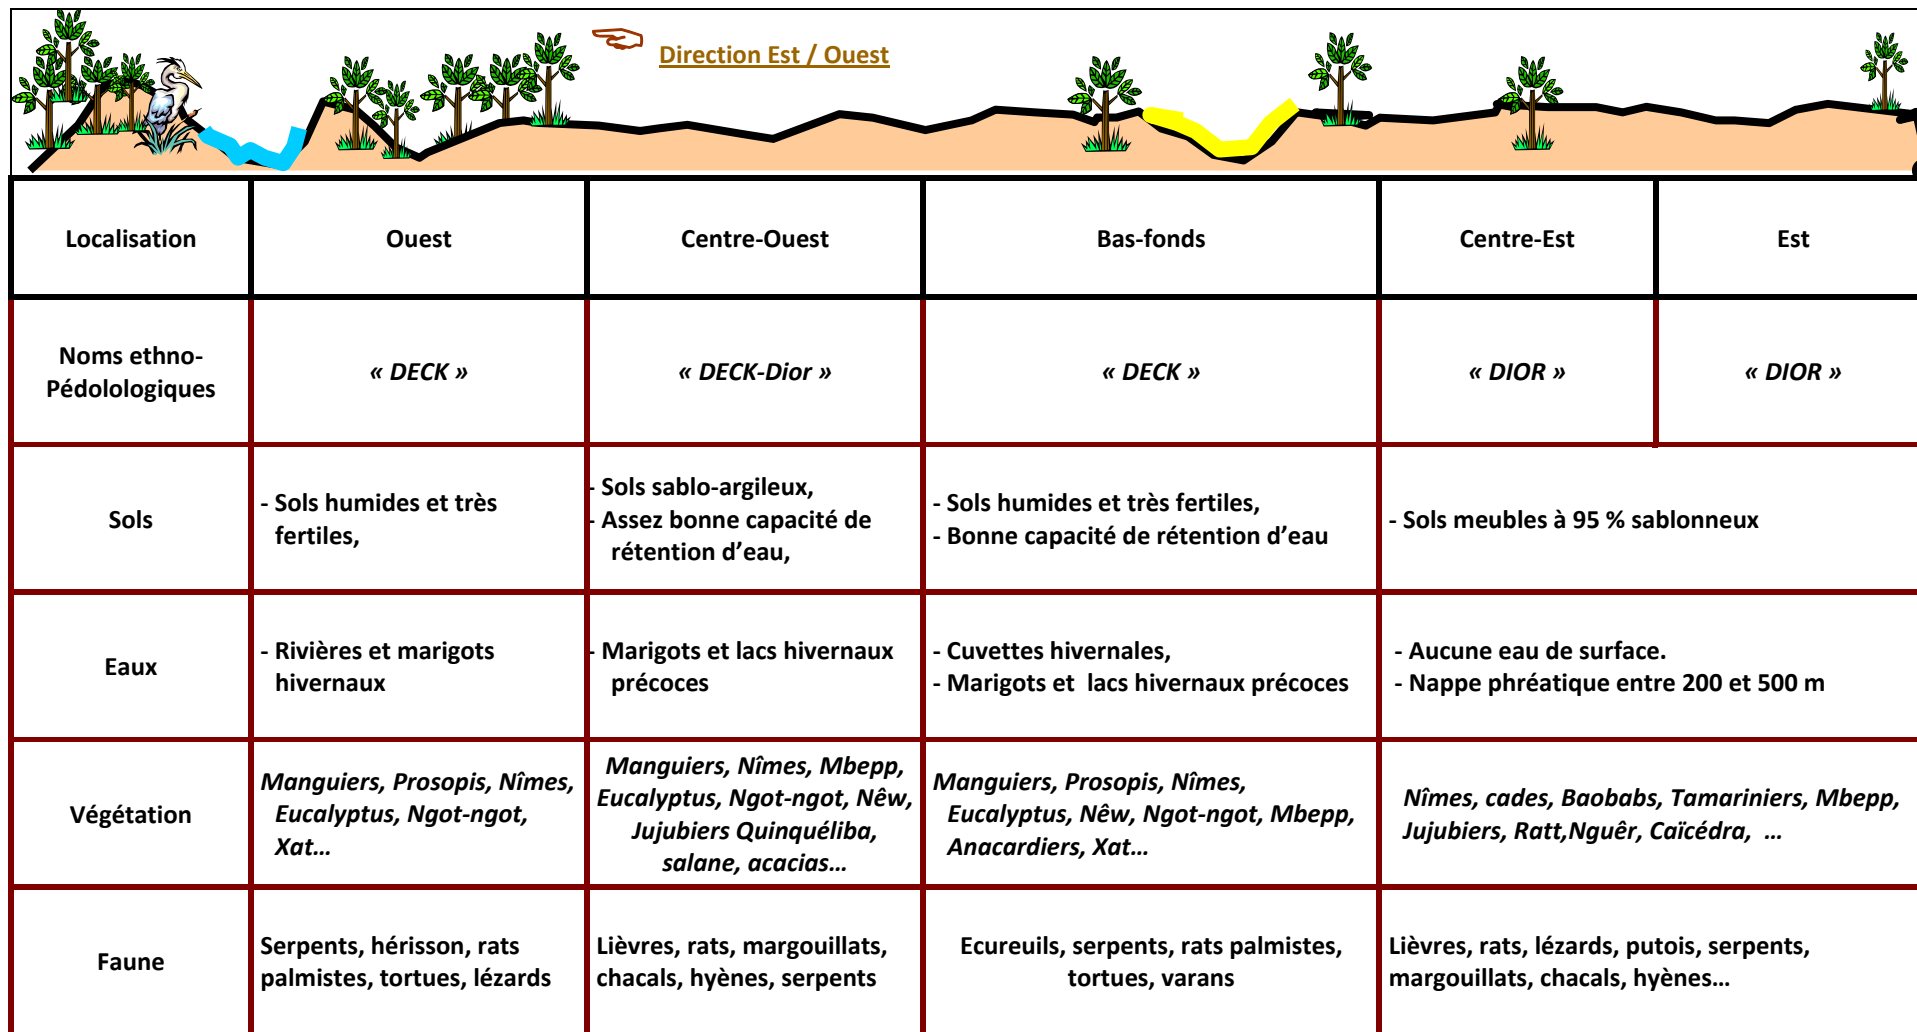 Direction Est / Ouest
Localisation
Ouest
Centre-Ouest
Bas-fonds
Centre-Est
Est
Noms ethno-
Pédolologiques
« DECK »
« DECK-Dior »
« DECK »
« DIOR »
« DIOR »
Sols
- Sols humides et très
fertiles,
- Sols sablo-argileux,
- Assez bonne capacité de
rétention d’eau,
- Sols humides et très fertiles,
- Bonne capacité de rétention d’eau
- Sols meubles à 95 % sablonneux
Eaux
- Rivières et marigots
hivernaux
- Marigots et lacs hivernaux
précoces
- Cuvettes hivernales,
- Marigots et lacs hivernaux précoces
- Aucune eau de surface.
- Nappe phréatique entre 200 et 500 m
Végétation
Manguiers, Prosopis, Nîmes,
Eucalyptus, Ngot-ngot,
Xat…
Manguiers, Nîmes, Mbepp,
Eucalyptus, Ngot-ngot, Nêw,
Jujubiers Quinquéliba,
salane, acacias…
Manguiers, Prosopis, Nîmes,
Eucalyptus, Nêw, Ngot-ngot, Mbepp,
Anacardiers, Xat…
Nîmes, cades, Baobabs, Tamariniers, Mbepp,
Jujubiers, Ratt,Nguêr, Caïcédra, …
Faune
Serpents, hérisson, rats
palmistes, tortues, lézards
Lièvres, rats, margouillats,
chacals, hyènes, serpents
Ecureuils, serpents, rats palmistes,
tortues, varans
Lièvres, rats, lézards, putois, serpents,
margouillats, chacals, hyènes…